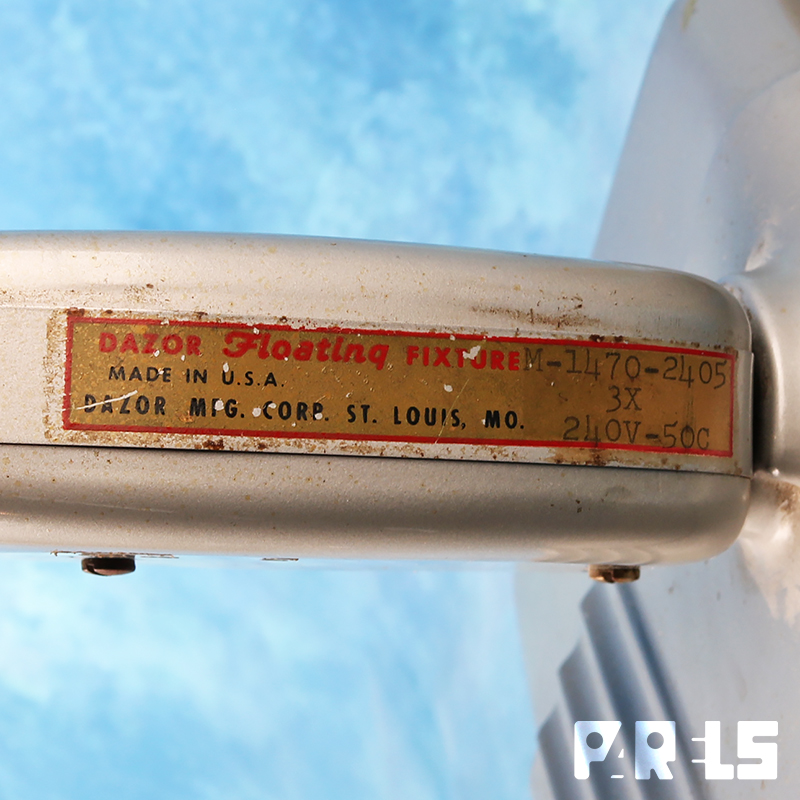 DAZOR Floating FIXTURE M-1470-2405
MADE IN U.S.A. 3X
DAZOR MFG. CORP. ST. LOUIS, MO. 240V-50C
PARELS